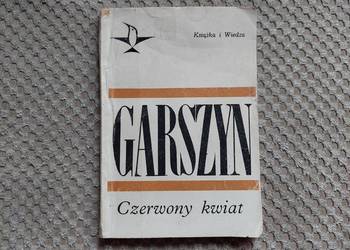 Książka i Wiedza
GARSZYN
Czerwony kwiat